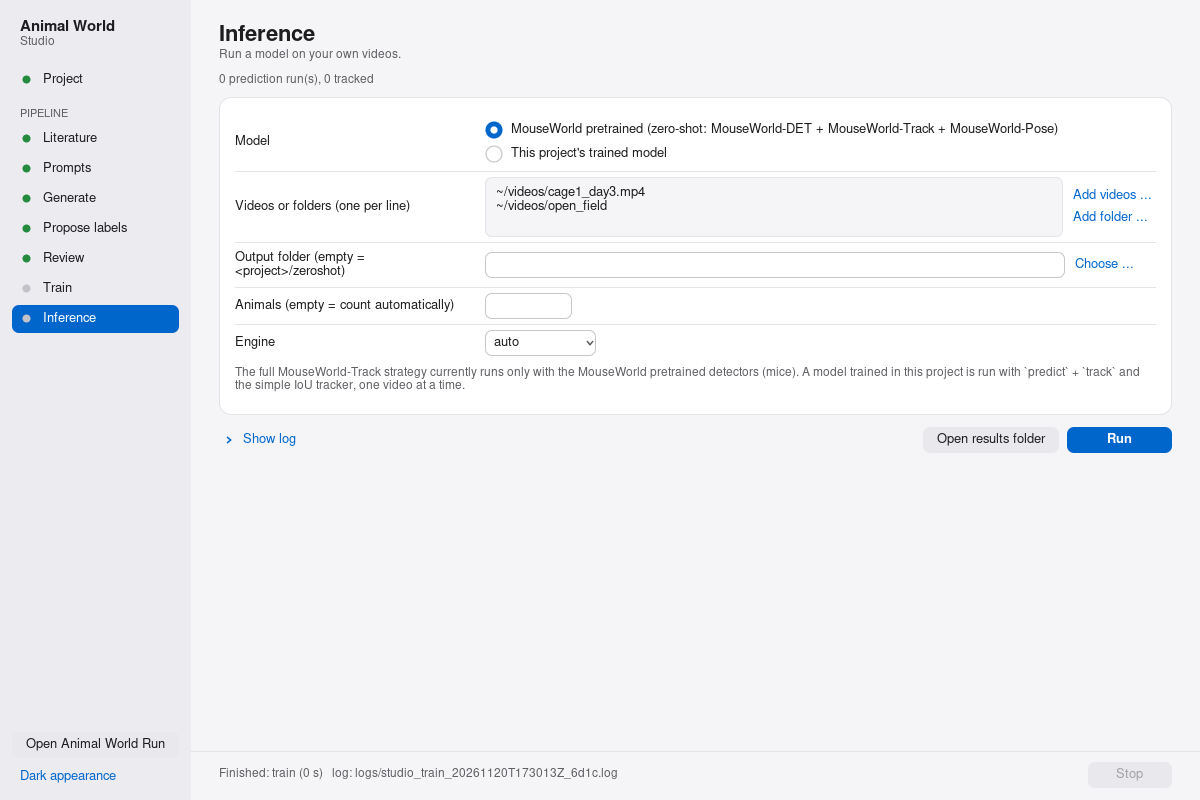 Animal World
Studio
Project
PIPELINE
Literature
Prompts
Generate
Propose labels
Review
Train
Inference
Open Animal World Run
Dark appearance
Inference
Run a model on your own videos.
0 prediction run(s), 0 tracked
Model
MouseWorld pretrained (zero-shot: MouseWorld-DET + MouseWorld-Track + MouseWorld-Pose)
This project's trained model
Videos or folders (one per line)
~/videos/cage1_day3.mp4
~/videos/open_field
Add videos ...
Add folder ...
Output folder (empty =
<project>/zeroshot)
Choose ...
Animals (empty = count automatically)
Engine
auto
The full MouseWorld-Track strategy currently runs only with the MouseWorld pretrained detectors (mice). A model trained in this project is run with `predict` + `track` and
the simple IoU tracker, one video at a time.
Show log
Open results folder
Run
Finished: train (0 s)   log: logs/studio_train_20261120T173013Z_6d1c.log
Stop